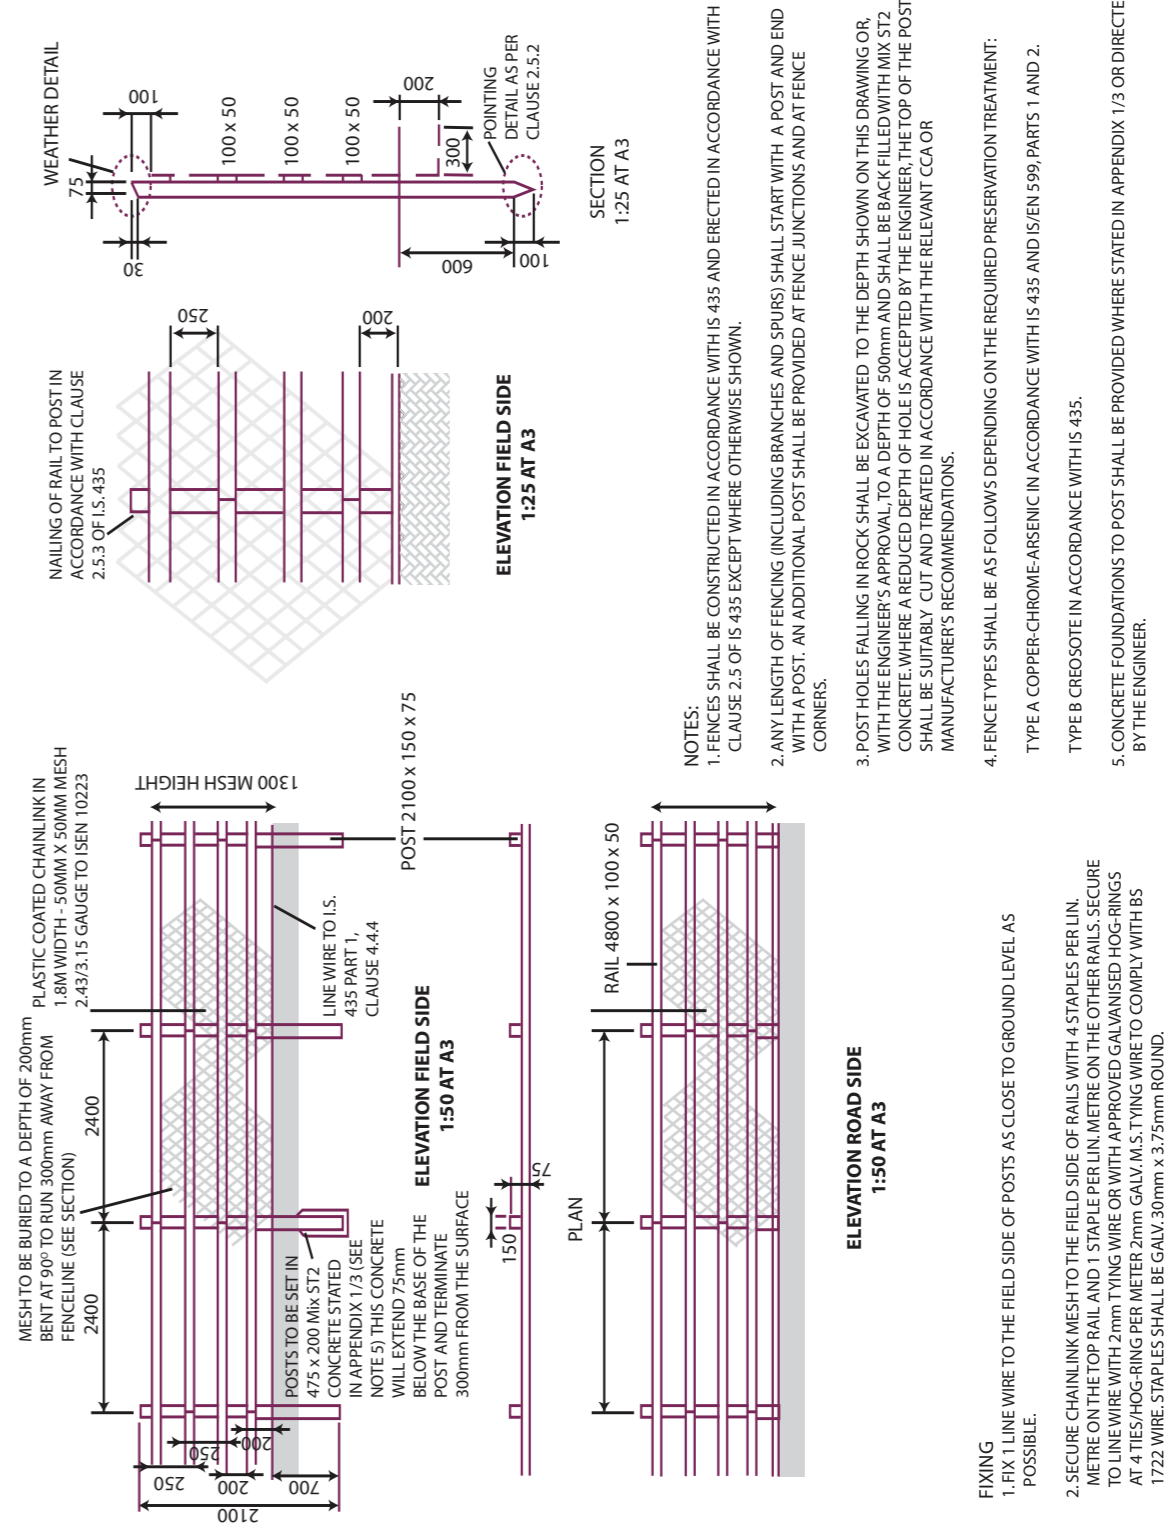 MESH TO BE BURIED TO A DEPTH OF 200mm
BENT AT 90º TO RUN 300mm AWAY FROM
FENCELINE (SEE SECTION)
PLASTIC COATED CHAINLINK IN
1.8M WIDTH - 50MM X 50MM MESH
2.43/3.15 GAUGE TO ISEN 10223
2400
2400
1300 MESH HEIGHT
250
250
200
200
700
2100
POSTS TO BE SET IN
475 x 200 Mix ST2
CONCRETE STATED
IN APPENDIX 1/3 (SEE
NOTE 5) THIS CONCRETE
WILL EXTEND 75mm
BELOW THE BASE OF THE
POST AND TERMINATE
300mm FROM THE SURFACE
LINE WIRE TO I.S.
435 PART 1,
CLAUSE 4.4.4
POST 2100 x 150 x 75
ELEVATION FIELD SIDE
1:50 AT A3
150
75
PLAN
RAIL 4800 x 100 x 50
ELEVATION ROAD SIDE
1:50 AT A3
NAILING OF RAIL TO POST IN
ACCORDANCE WITH CLAUSE
2.5.3 OF I.S. 435
250
200
ELEVATION FIELD SIDE
1:25 AT A3
WEATHER DETAIL
75
100
30
100 x 50
100 x 50
100 x 50
200
300
600
100
POINTING
DETAIL AS PER
CLAUSE 2.5.2
SECTION
1:25 AT A3
FIXING
1. FIX 1 LINE WIRE TO THE FIELD SIDE OF POSTS AS CLOSE TO GROUND LEVEL AS
POSSIBLE.
2. SECURE CHAINLINK MESH TO THE FIELD SIDE OF RAILS WITH 4 STAPLES PER LIN.
METRE ON THE TOP RAIL AND 1 STAPLE PER LIN. METRE ON THE OTHER RAILS. SECURE
TO LINE WIRE WITH 2mm TYING WIRE OR WITH APPROVED GALVANISED HOG-RINGS
AT 4 TIES/HOG-RING PER METER 2mm GALV. M.S. TYING WIRE TO COMPLY WITH BS
1722 WIRE. STAPLES SHALL BE GALV. 30mm x 3.75mm ROUND.
NOTES:
1. FENCES SHALL BE CONSTRUCTED IN ACCORDANCE WITH IS 435 AND ERECTED IN ACCORDANCE WITH
CLAUSE 2.5 OF IS 435 EXCEPT WHERE OTHERWISE SHOWN.
2. ANY LENGTH OF FENCING (INCLUDING BRANCHES AND SPURS) SHALL START WITH A POST AND END
WITH A POST. AN ADDITIONAL POST SHALL BE PROVIDED AT FENCE JUNCTIONS AND AT FENCE
CORNERS.
3. POST HOLES FALLING IN ROCK SHALL BE EXCAVATED TO THE DEPTH SHOWN ON THIS DRAWING OR,
WITH THE ENGINEER'S APPROVAL, TO A DEPTH OF 500mm AND SHALL BE BACK FILLED WITH MIX ST2
CONCRETE. WHERE A REDUCED DEPTH OF HOLE IS ACCEPTED BY THE ENGINEER, THE TOP OF THE POST
SHALL BE SUITABLY CUT AND TREATED IN ACCORDANCE WITH THE RELEVANT CCA OR
MANUFACTURER'S RECOMMENDATIONS.
4. FENCE TYPES SHALL BE AS FOLLOWS DEPENDING ON THE REQUIRED PRESERVATION TREATMENT:
TYPE A COPPER-CHROME-ARSENIC IN ACCORDANCE WITH IS 435 AND IS/EN 599, PARTS 1 AND 2.
TYPE B CREOSOTE IN ACCORDANCE WITH IS 435.
5. CONCRETE FOUNDATIONS TO POST SHALL BE PROVIDED WHERE STATED IN APPENDIX 1/3 OR DIRECTE
BY THE ENGINEER.